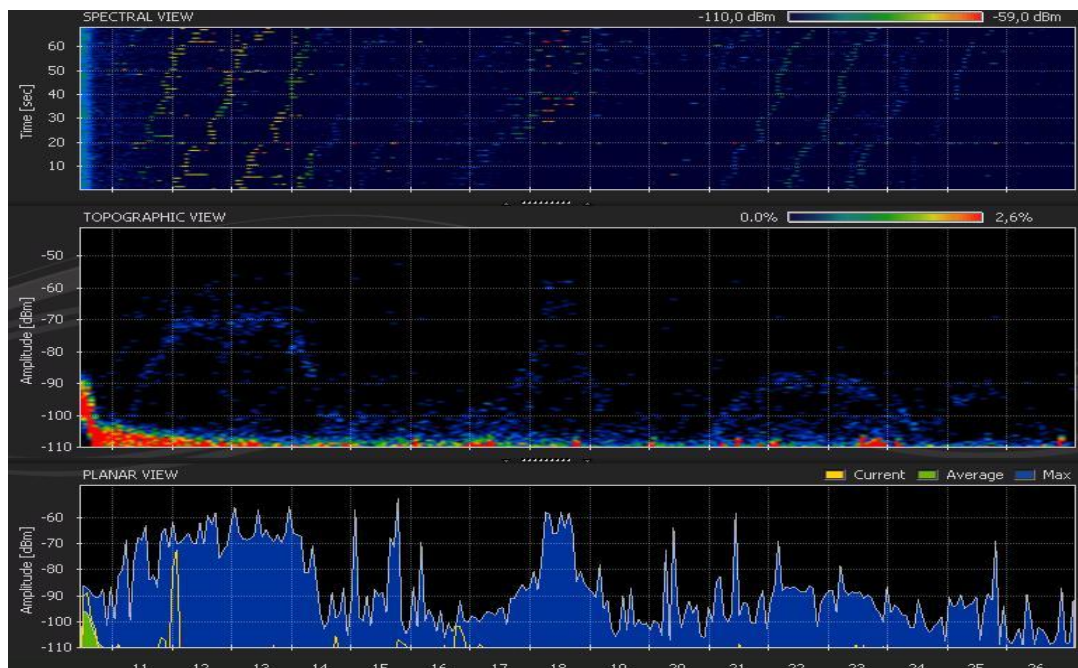 SPECTRAL VIEW
-110,0 dBm -59,0 dBm
Time [sec]
60
50
40
30
20
10
TOPOGRAPHIC VIEW
0.0% 2,6%
Amplitude [dBm]
-50
-60
-70
-80
-90
-100
-110
PLANAR VIEW
Current Average Max
Amplitude [dBm]
-60
-70
-80
-90
-100
-110
11 12 13 14 15 16 17 18 19 20 21 22 23 24 25 26